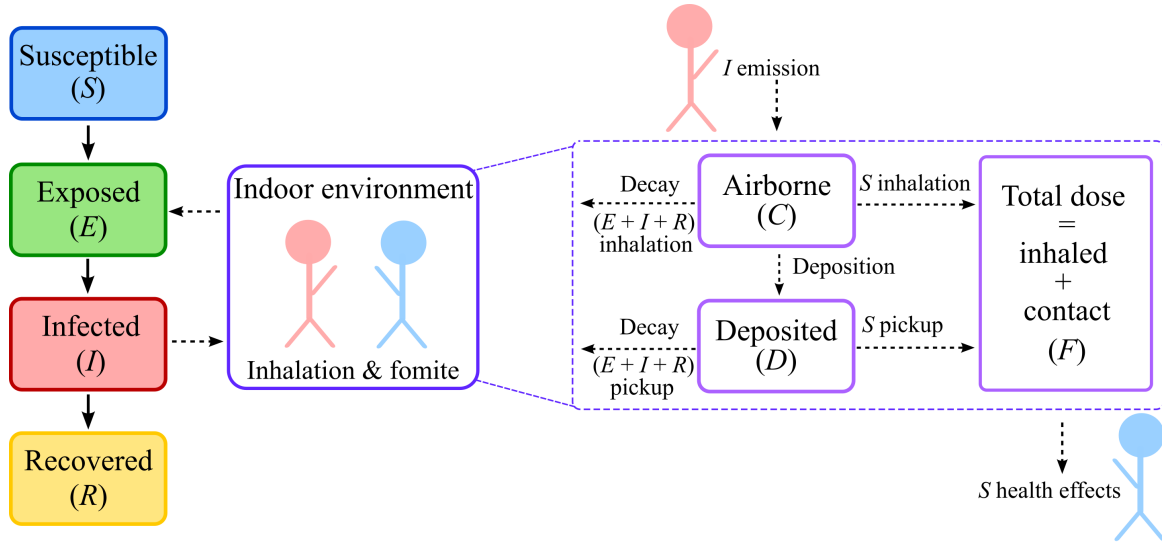 Susceptible
(S)
Exposed
(E)
Infected
(I)
Recovered
(R)
Indoor environment
Inhalation & fomite
I emission
Decay
(E + I + R)
inhalation
Airborne
(C)
S inhalation
Deposition
Decay
(E + I + R)
pickup
Deposited
(D)
S pickup
Total dose
=
inhaled
+
contact
(F)
S health effects